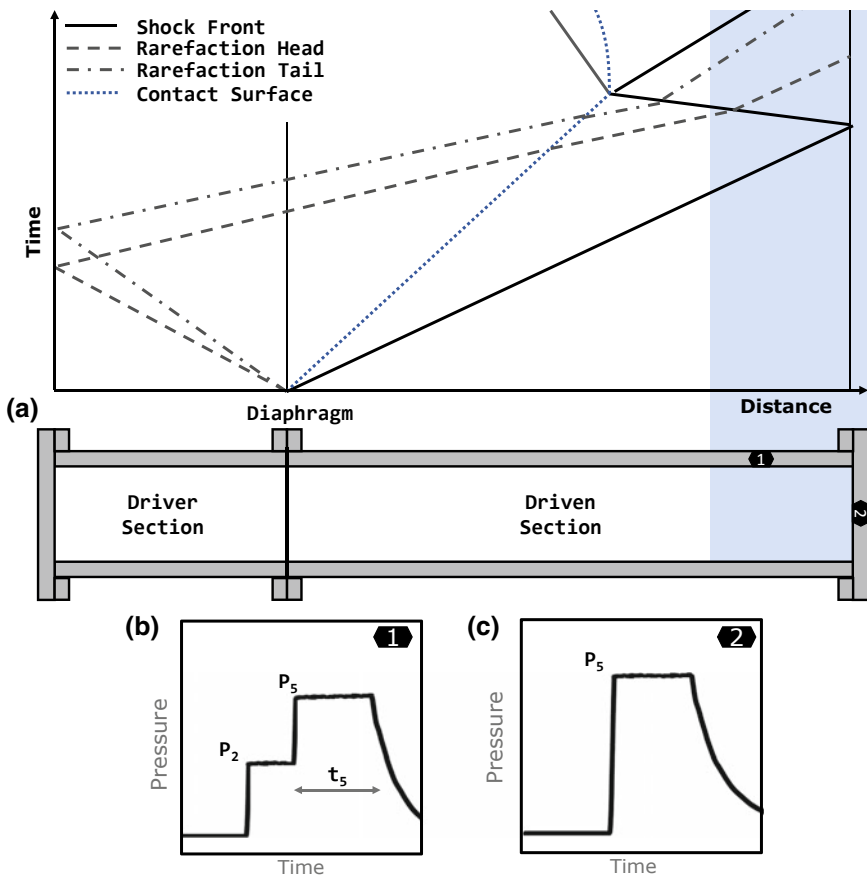 Shock Front
Rarefaction Head
Rarefaction Tail
Contact Surface
Time
(a)
Diaphragm
Distance
1
Driver
Section
Driven
Section
2
(b)
1
P5
P2
t5
Pressure
Time
(c)
2
P5
Pressure
Time